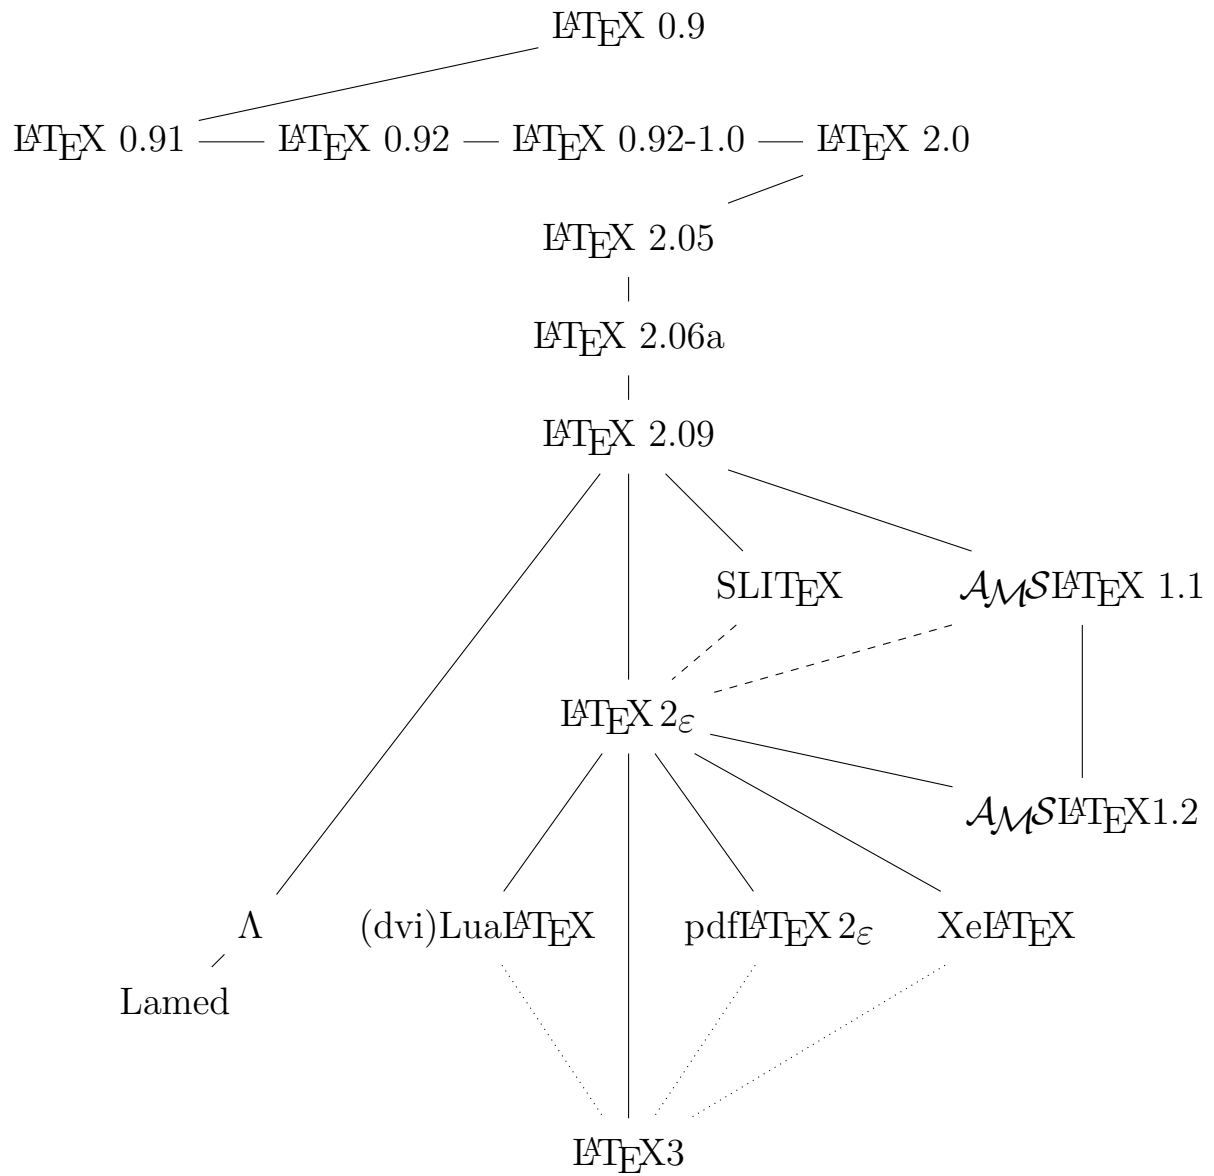 LATEX 0.9
LATEX 0.91 LATEX 0.92 LATEX 0.92-1.0 LATEX 2.0
LATEX 2.05
LATEX 2.06a
LATEX 2.09
SLITEX AMSLATEX 1.1
LATEX 2ε
AMSLATEX1.2
Λ (dvi)LuaLATEX pdfLATEX 2ε XeLATEX
Lamed
LATEX3